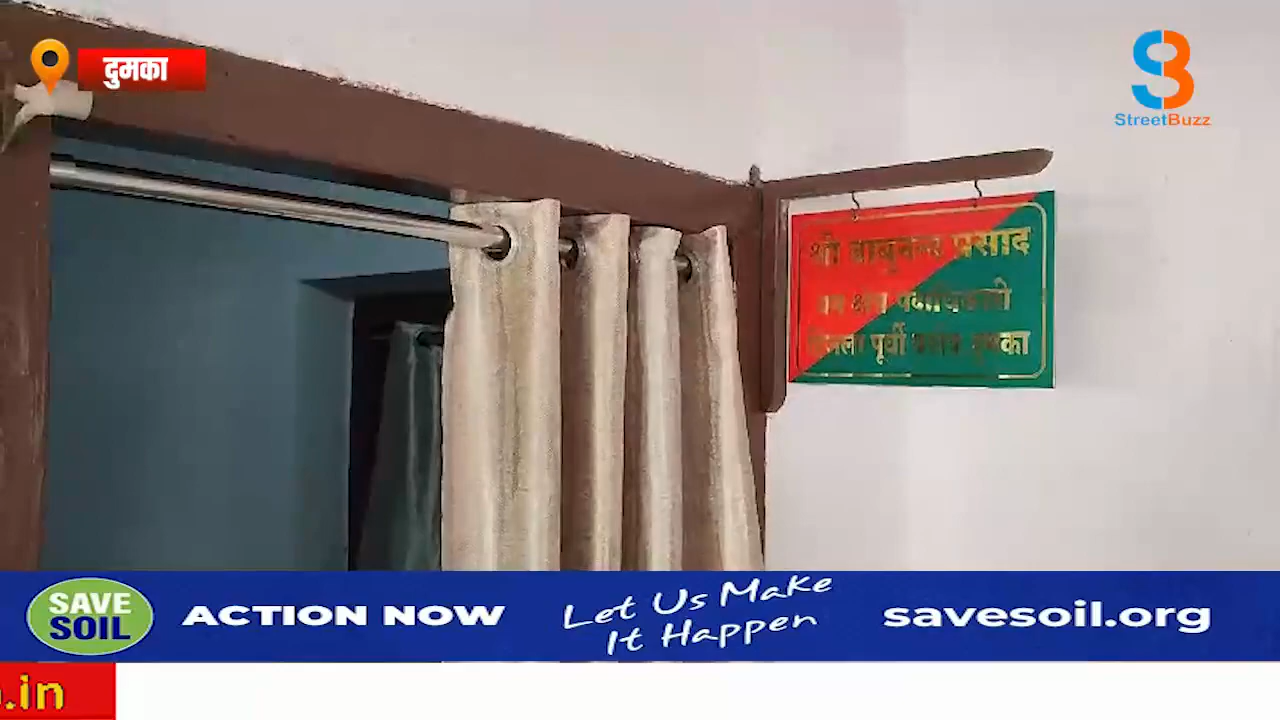 दुमका
StreetBuzz
श्री प्रसाद
पूर्वी दुमका
SAVE
SOIL
ACTION NOW
Let Us Make
It Happen
savesoil.org
.in